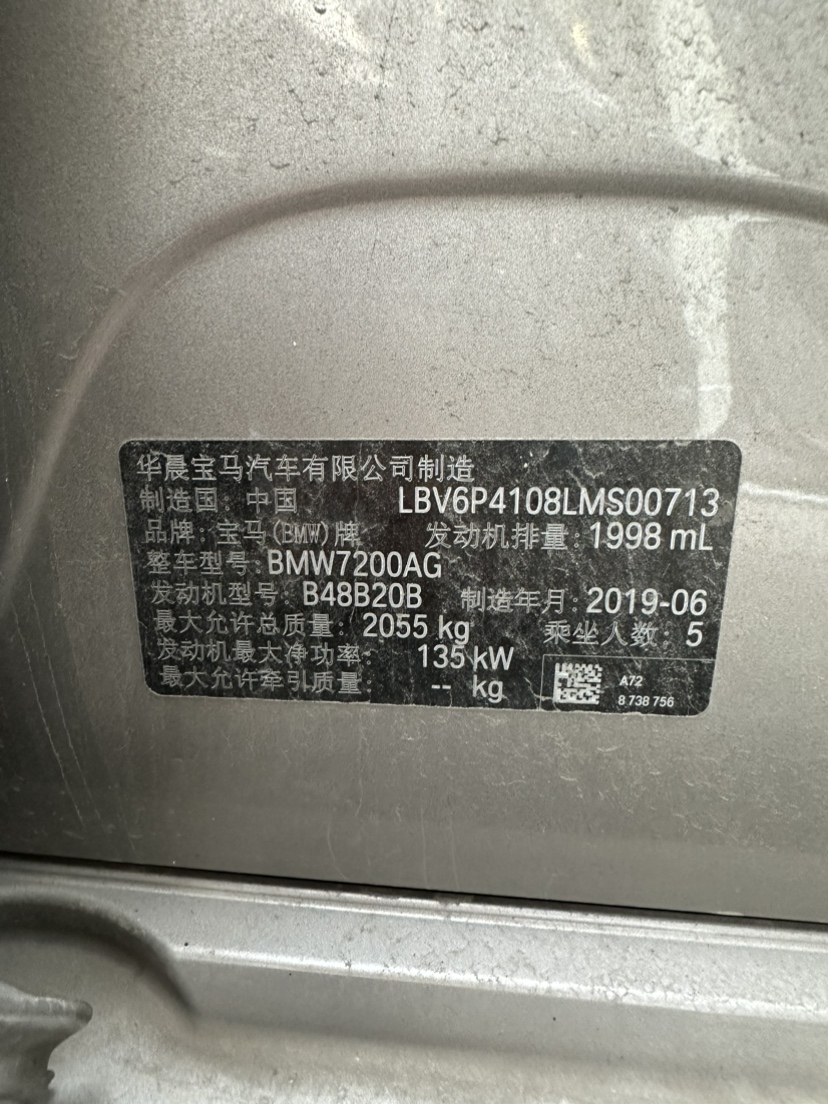 华晨宝马汽车有限公司制造
制造国：中国 LBV6P4108LMS00713
品牌：宝马(BMW)牌 发动机排量：1998 mL
整车型号：BMW7200AG
发动机型号：B48B20B 制造年月：2019-06
最大允许总质量：2055 kg 乘坐人数：5
发动机最大净功率：135 kW
最大允许牵引质量：-- kg
A72
8 738 756